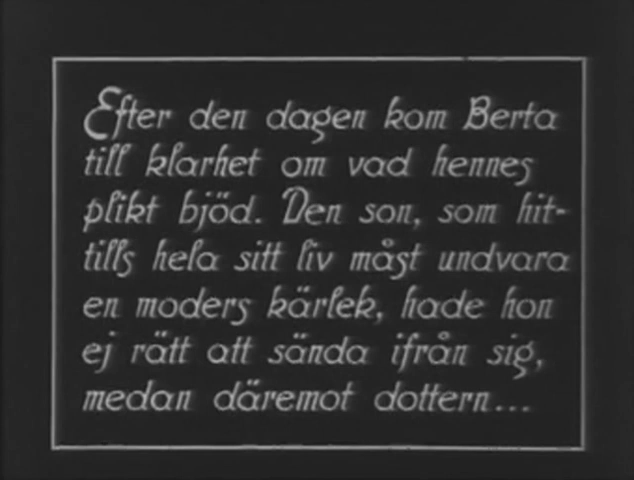 Efter den dagen kom Berta
till klarhet om vad hennes
plikt bjöd. Den son, som hit-
tills hela sitt liv måst undvara
en moders kärlek, hade hon
ej rätt att sända ifrån sig,
medan däremot dottern...